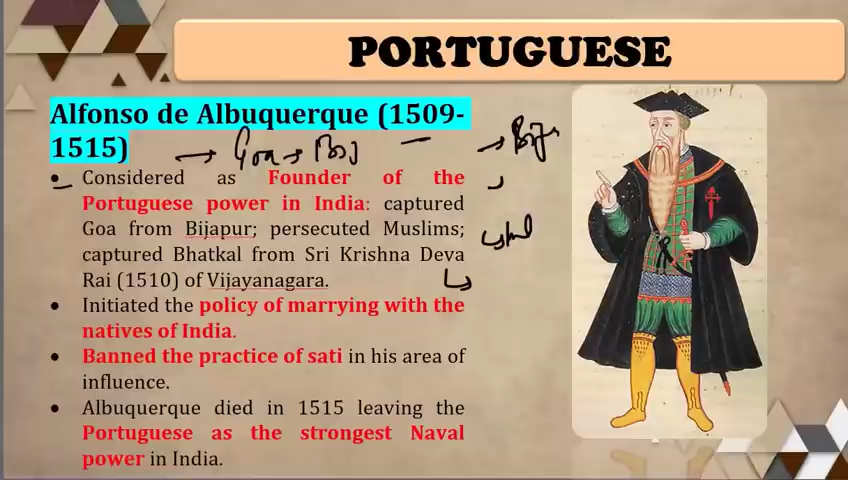 PORTUGUESE
Alfonso de Albuquerque (1509-
1515)
Goa
• Considered as Founder of the
Portuguese power in India: captured
Goa from Bijapur; persecuted Muslims;
captured Bhatkal from Sri Krishna Deva
Rai (1510) of Vijayanagara.
• Initiated the policy of marrying with the
natives of India.
• Banned the practice of sati in his area of
influence.
• Albuquerque died in 1515 leaving the
Portuguese as the strongest Naval
power in India.